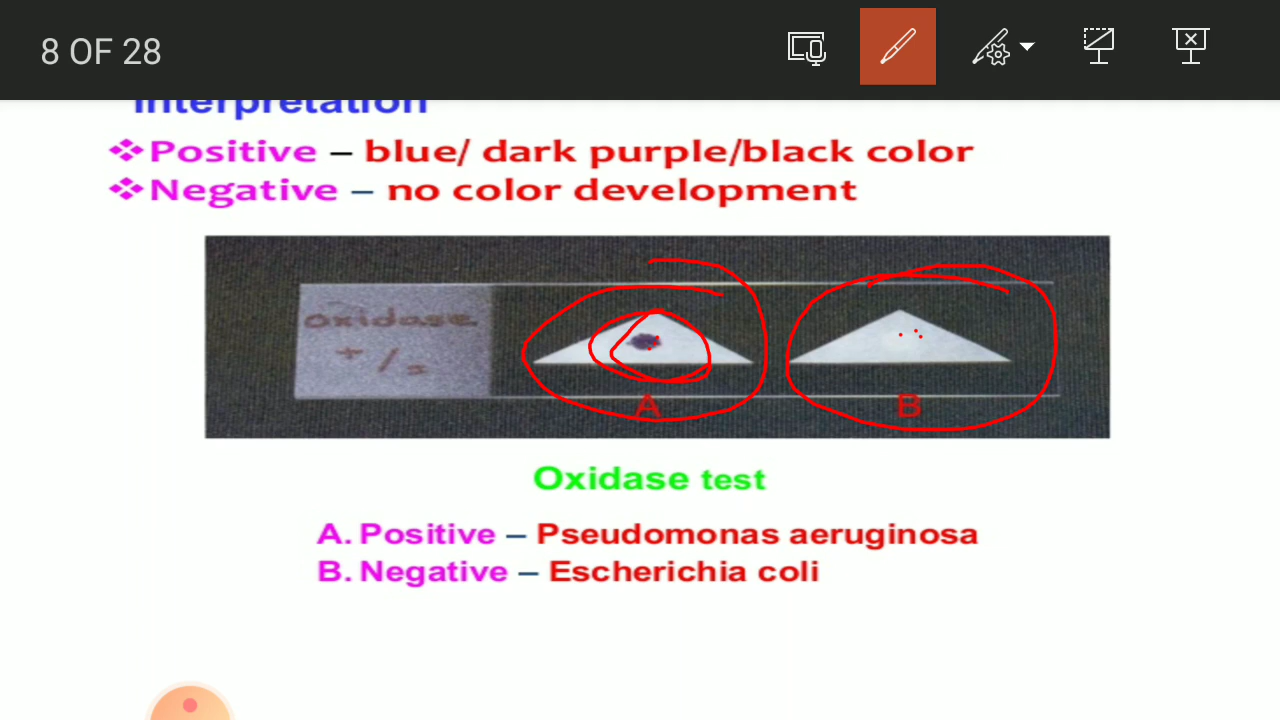 8 OF 28
Interpretation
❖Positive – blue/ dark purple/black color
❖Negative – no color development
oxidase
+ / =
A B
Oxidase test
A. Positive – Pseudomonas aeruginosa
B. Negative – Escherichia coli